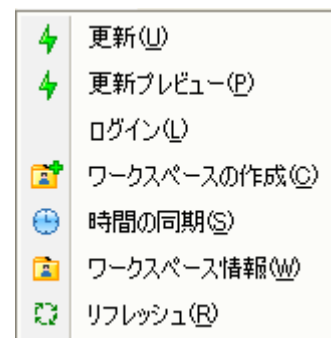 更新(U)
更新プレビュー(P)
ログイン(L)
ワークスペースの作成(C)
時間の同期(S)
ワークスペース情報(W)
リフレッシュ(R)